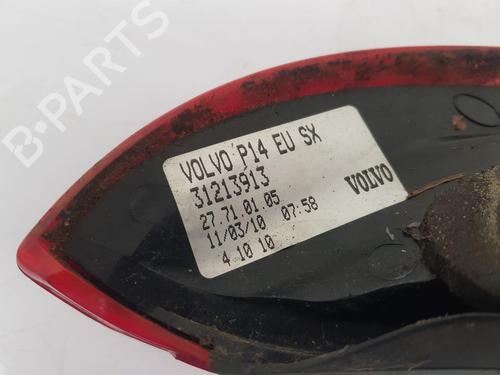 VOLVO P14 EU SX
31213913
27.71.01.05
11/03/10 07:58
4 10 10
VOLVO
B-PARTS